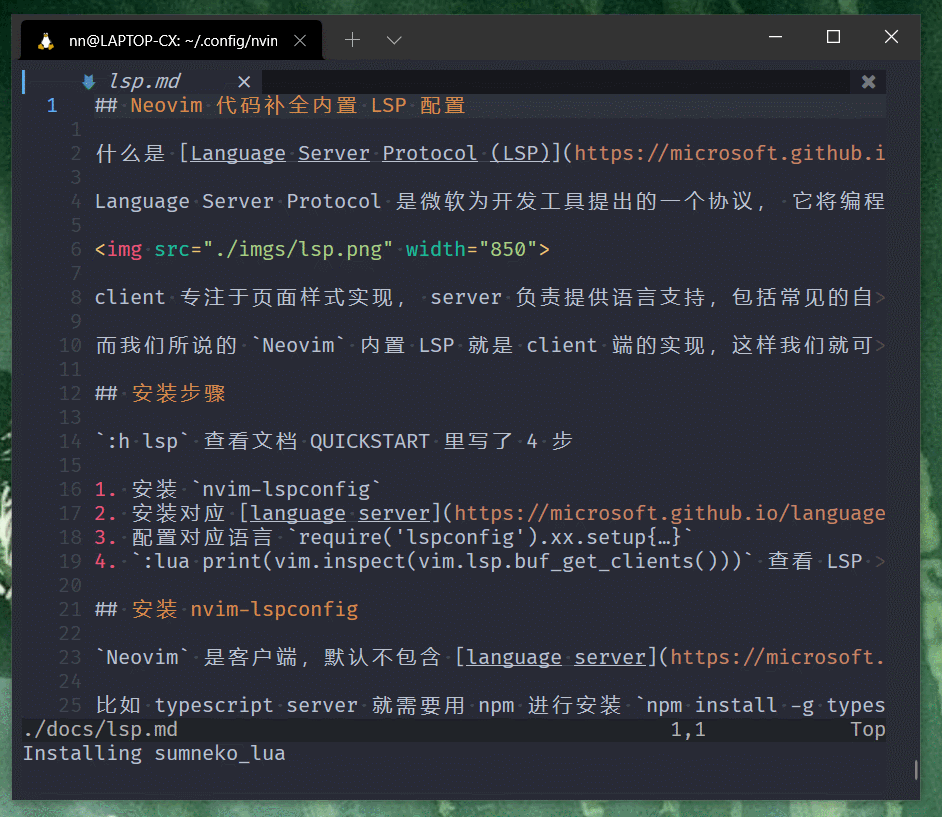 nn@LAPTOP-CX: ~/.config/nvin
lsp.md
1 ## Neovim 代码补全内置 LSP 配置
1
2 什么是 [Language Server Protocol (LSP)](https://microsoft.github.i
3
4 Language Server Protocol 是微软为开发工具提出的一个协议， 它将编程
5
6 <img src="./imgs/lsp.png" width="850">
7
8 client 专注于页面样式实现， server 负责提供语言支持，包括常见的自>
9
10 而我们所说的 `Neovim` 内置 LSP 就是 client 端的实现，这样我们就可>
11
12 ## 安装步骤
13
14 `:h lsp` 查看文档 QUICKSTART 里写了 4 步
15
16 1. 安装 `nvim-lspconfig`
17 2. 安装对应 [language server](https://microsoft.github.io/language
18 3. 配置对应语言 `require('lspconfig').xx.setup{…}`
19 4. `:lua print(vim.inspect(vim.lsp.buf_get_clients()))` 查看 LSP >
20
21 ## 安装 nvim-lspconfig
22
23 `Neovim` 是客户端，默认不包含 [language server](https://microsoft.
24
25 比如 typescript server 就需要用 npm 进行安装 `npm install -g types
./docs/lsp.md 1,1 Top
Installing sumneko_lua